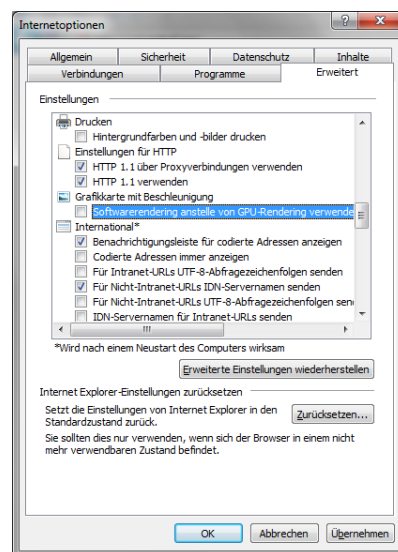 Internetoptionen
Allgemein Sicherheit Datenschutz Inhalte
Verbindungen Programme Erweitert
Einstellungen
Drucken
Hintergrundfarben und -bilder drucken
Einstellungen für HTTP
HTTP 1.1 über Proxyverbindungen verwenden
HTTP 1.1 verwenden
Grafikkarte mit Beschleunigung
Softwarerendering anstelle von GPU-Rendering verwende
International*
Benachrichtigungsleiste für codierte Adressen anzeigen
Codierte Adressen immer anzeigen
Für Intranet-URLs UTF-8-Abfragezeichenfolgen senden
Für Nicht-Intranet-URLs IDN-Servernamen senden
Für Nicht-Intranet-URLs UTF-8-Abfragezeichenfolgen sen
IDN-Servernamen für Intranet-URLs senden
*Wird nach einem Neustart des Computers wirksam
Erweiterte Einstellungen wiederherstellen
Internet Explorer-Einstellungen zurücksetzen
Setzt die Einstellungen von Internet Explorer in den
Standardzustand zurück.
Zurücksetzen...
Sie sollten dies nur verwenden, wenn sich der Browser in einem nicht
mehr verwendbaren Zustand befindet.
OK Abbrechen Übernehmen